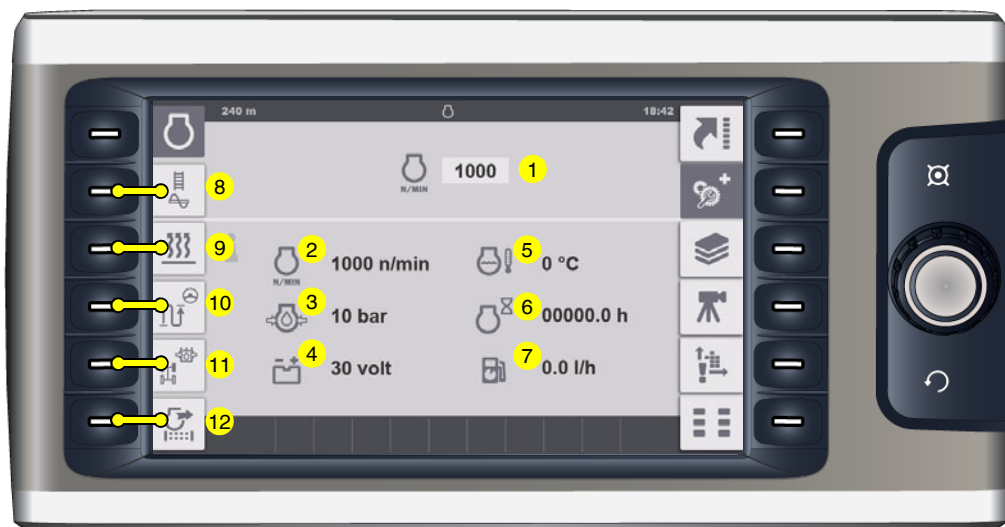 240 m 18:42
N/MIN 1000 1
8
9
2 1000 n/min 5 0 °C
N/MIN
10
3 10 bar 6 00000.0 h
11
4 30 volt 7 0.0 l/h
12